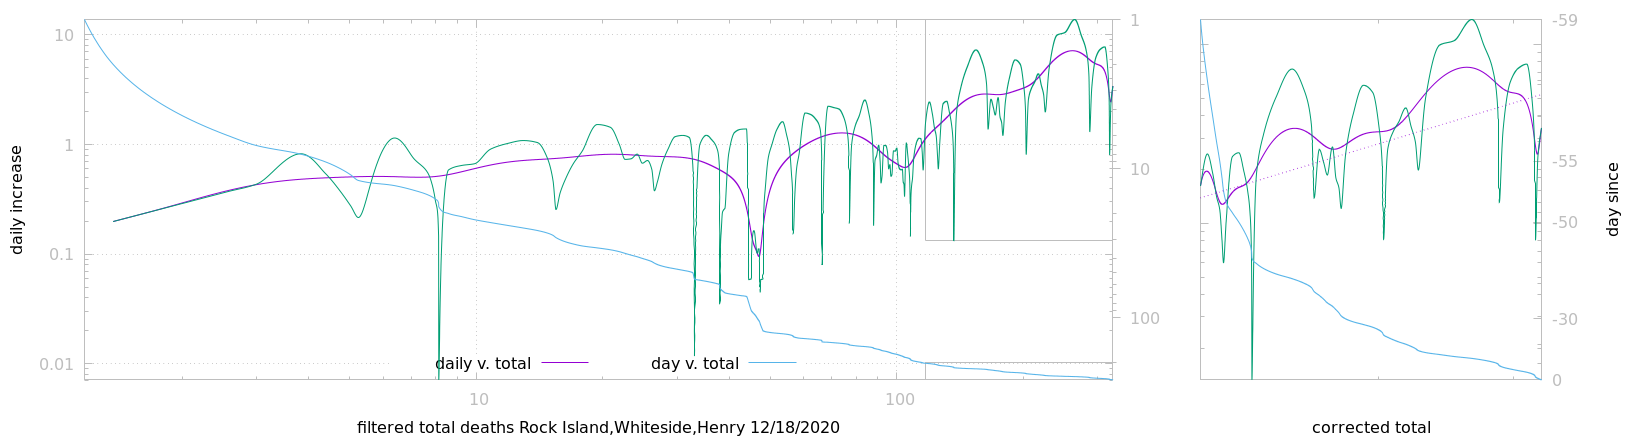 10
1
0.1
0.01
daily increase
daily v. total
day v. total
10
100
1
10
100
filtered total deaths Rock Island,Whiteside,Henry 12/18/2020
-59
-55
-50
-30
0
day since
corrected total